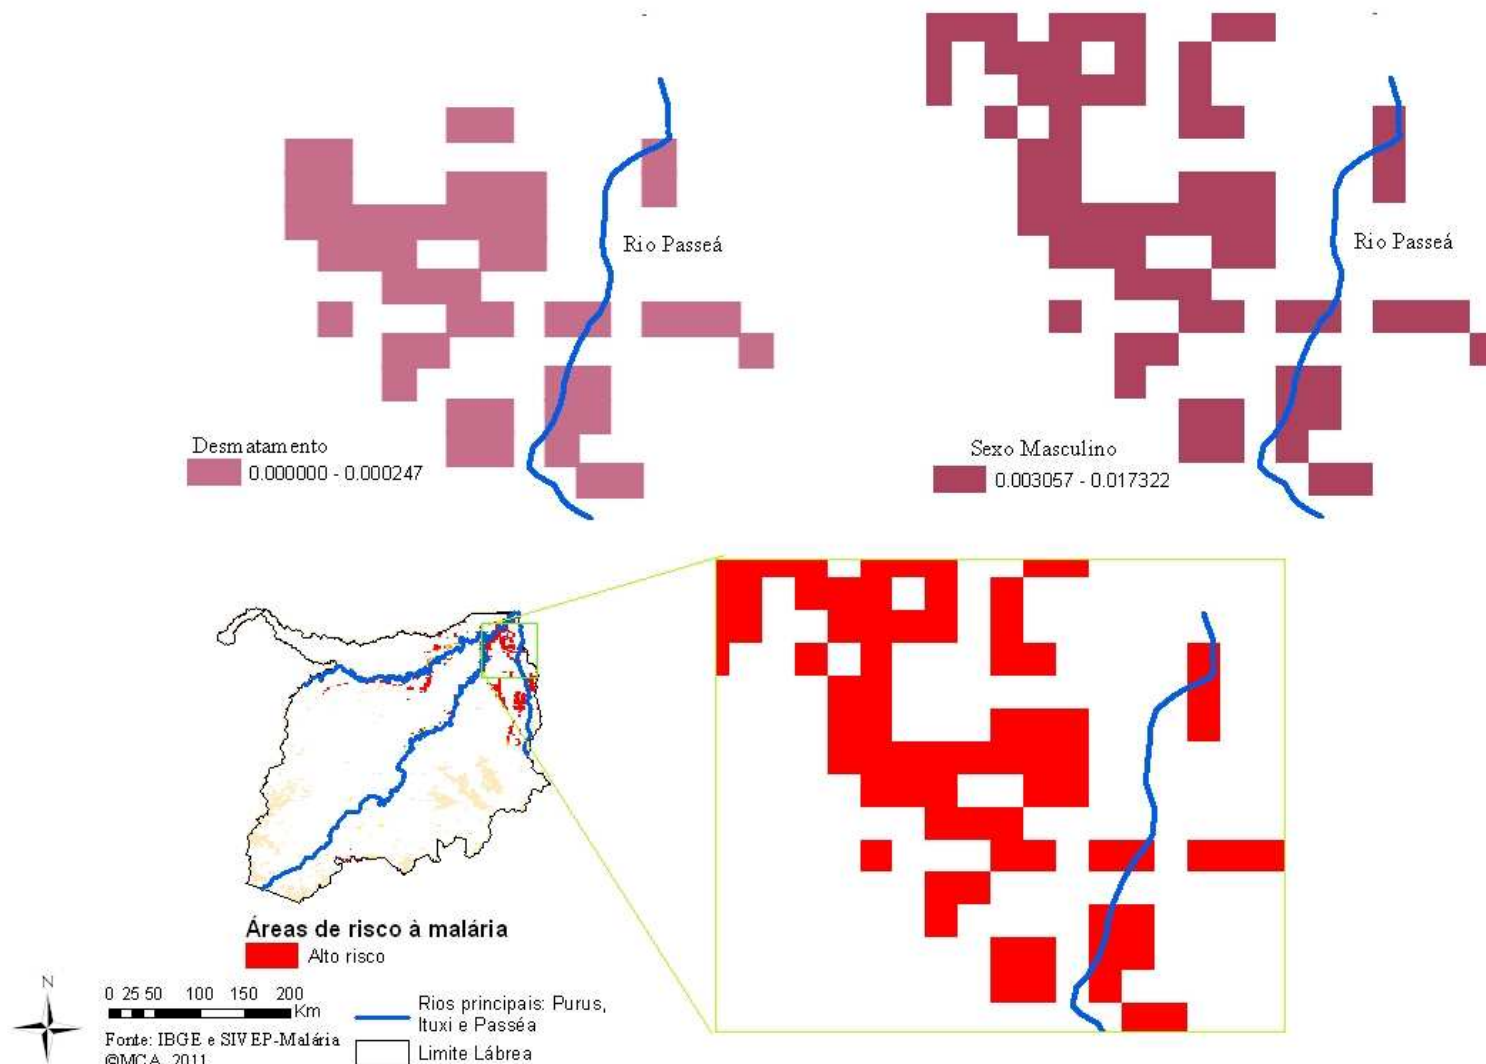 Rio Passeá
Rio Passeá
Desmatamento
0.000000 - 0.000247
Sexo Masculino
0.003057 - 0.017322
Áreas de risco à malária
Alto risco
N
0 25 50 100 150 200
Km
Rios principais: Purus,
Ituxi e Passéa
Fonte: IBGE e SIVEP-Malária
©MCA, 2011
Limite Lábrea